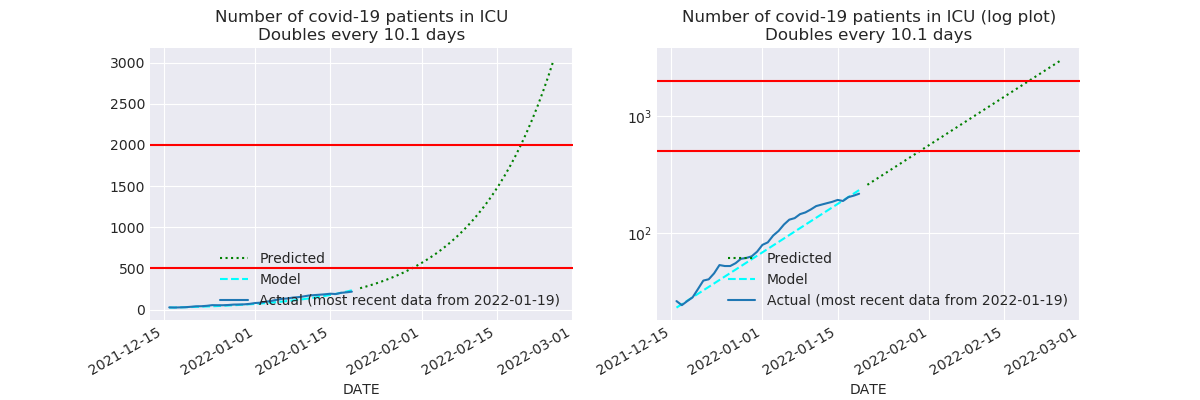 Number of covid-19 patients in ICU
Doubles every 10.1 days
3000
2500
2000
1500
1000
500
0
Predicted
Model
Actual (most recent data from 2022-01-19)
2021-12-15
2022-01-01
2022-01-15
2022-02-01
2022-02-15
2022-03-01
DATE
Number of covid-19 patients in ICU (log plot)
Doubles every 10.1 days
10³
10²
Predicted
Model
Actual (most recent data from 2022-01-19)
2021-12-15
2022-01-01
2022-01-15
2022-02-01
2022-02-15
2022-03-01
DATE